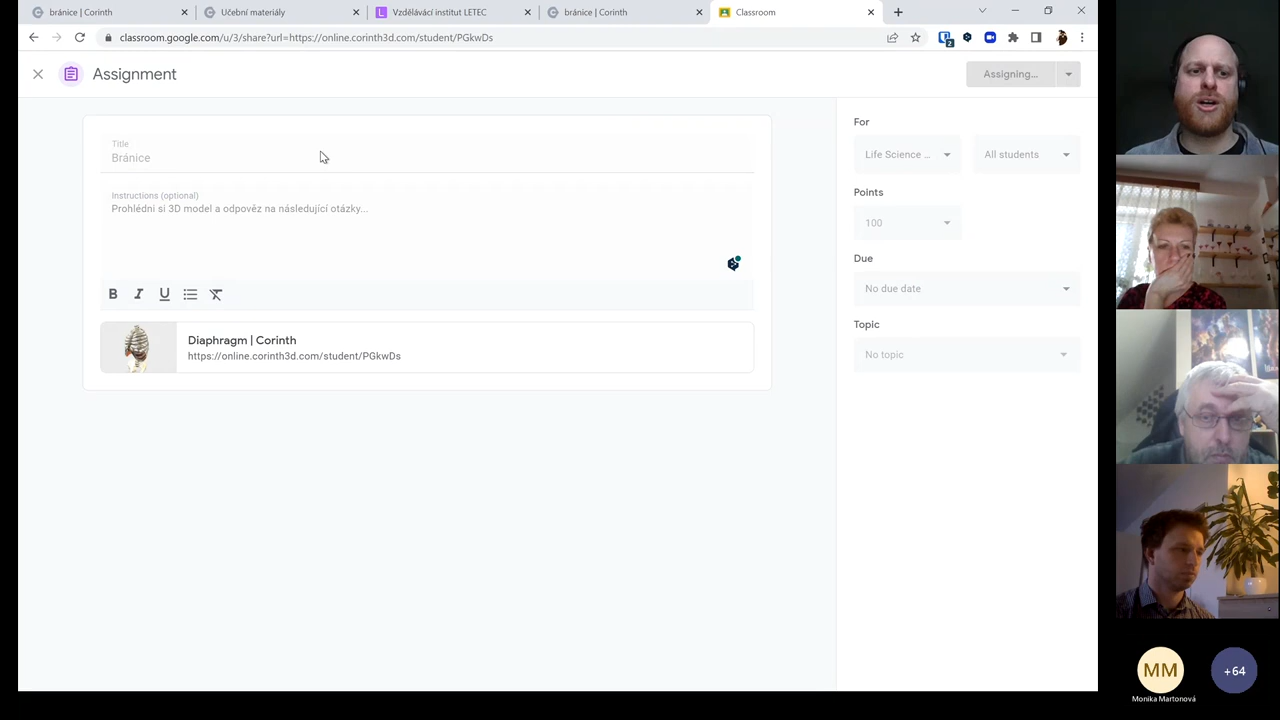 bránice | Corinth
Učební materiály
Vzdělávací institut LETEC
bránice | Corinth
Classroom
classroom.google.com/u/3/share?url=https://online.corinth3d.com/student/PGkwDs
2
Assignment
Assigning...
Title
Bránice
Instructions (optional)
Prohlédni si 3D model a odpověz na následující otázky...
B I U
Diaphragm | Corinth
https://online.corinth3d.com/student/PGkwDs
For
Life Science ...
All students
Points
100
Due
No due date
Topic
No topic
MM
+64
Monika Martonová